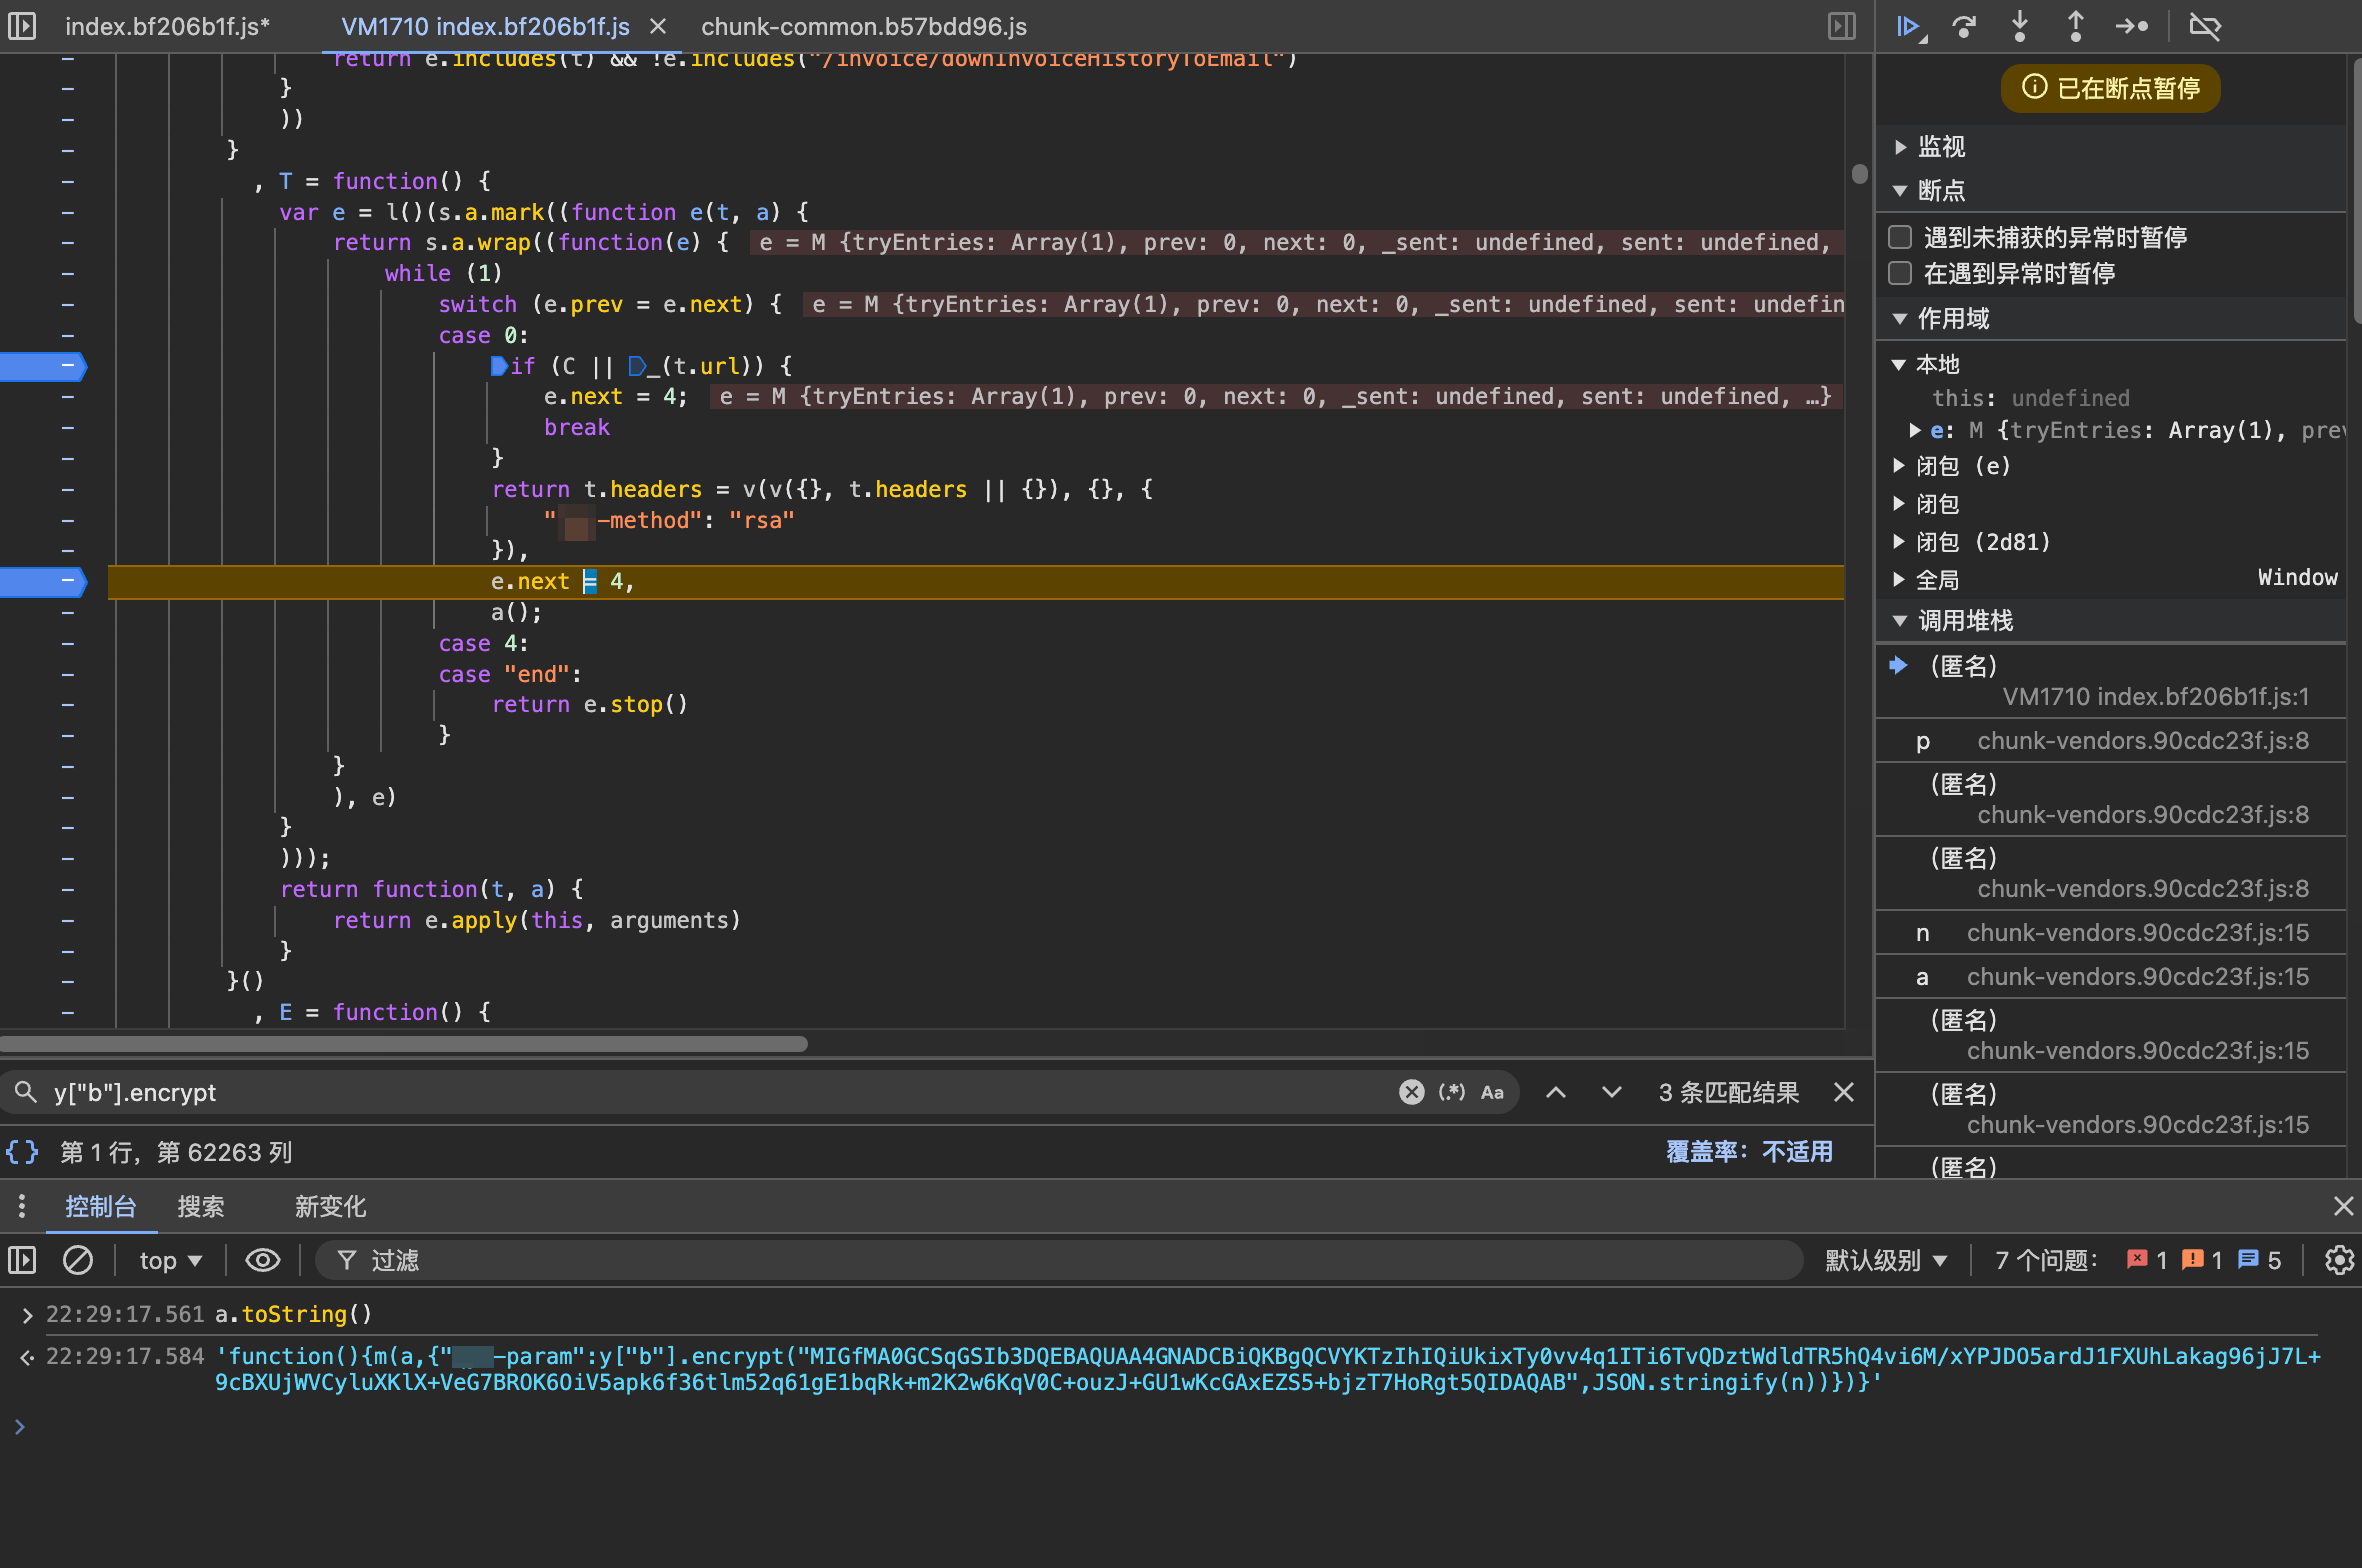 index.bf206b1f.js*
VM1710 index.bf206b1f.js
chunk-common.b57bdd96.js
return e.includes(t) && !e.includes("/invoice/downInvoiceHistoryToEmail")
}
))
}
, T = function() {
var e = l()(s.a.mark((function e(t, a) {
return s.a.wrap((function(e) { e = M {tryEntries: Array(1), prev: 0, next: 0, _sent: undefined, sent: undefined,
while (1)
switch (e.prev = e.next) { e = M {tryEntries: Array(1), prev: 0, next: 0, _sent: undefined, sent: undefin
case 0:
if (C || _(t.url)) {
e.next = 4; e = M {tryEntries: Array(1), prev: 0, next: 0, _sent: undefined, sent: undefined, …}
break
}
return t.headers = v(v({}, t.headers || {}), {}, {
"-method": "rsa"
}),
e.next = 4,
a();
case 4:
case "end":
return e.stop()
}
}
), e)
}
)));
return function(t, a) {
return e.apply(this, arguments)
}
}()
, E = function() {
y["b"].encrypt
(.*)
Aa
3 条匹配结果
{} 第 1 行，第 62263 列
覆盖率：不适用
已在断点暂停
监视
断点
遇到未捕获的异常时暂停
在遇到异常时暂停
作用域
本地
this: undefined
e: M {tryEntries: Array(1), prev
闭包 (e)
闭包
闭包 (2d81)
全局 Window
调用堆栈
(匿名)
VM1710 index.bf206b1f.js:1
p chunk-vendors.90cdc23f.js:8
(匿名)
chunk-vendors.90cdc23f.js:8
(匿名)
chunk-vendors.90cdc23f.js:8
n chunk-vendors.90cdc23f.js:15
a chunk-vendors.90cdc23f.js:15
(匿名)
chunk-vendors.90cdc23f.js:15
(匿名)
chunk-vendors.90cdc23f.js:15
(匿名)
控制台
搜索
新变化
top
过滤
默认级别
7 个问题：
1
1
5
22:29:17.561 a.toString()
22:29:17.584 'function(){m(a,{"-param":y["b"].encrypt("MIGfMA0GCSqGSIb3DQEBAQUAA4GNADCBiQKBgQCVYKTzIhIQiUkixTy0vv4q1ITi6TvQDztWdldTR5hQ4vi6M/xYPJDO5ardJ1FXUhLakag96jJ7L+
9cBXUjWVCyluXKlX+VeG7BROK6OiV5apk6f36tlm52q61gE1bqRk+m2K2w6KqV0C+ouzJ+GU1wKcGAxEZS5+bjzT7HoRgt5QIDAQAB",JSON.stringify(n))})}'